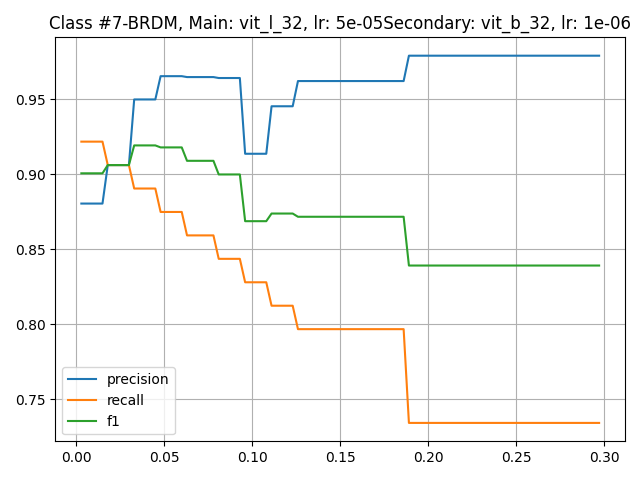 Class #7-BRDM, Main: vit_l_32, lr: 5e-05Secondary: vit_b_32, lr: 1e-06
0.95
0.90
0.85
0.80
0.75
precision
recall
f1
0.00 0.05 0.10 0.15 0.20 0.25 0.30